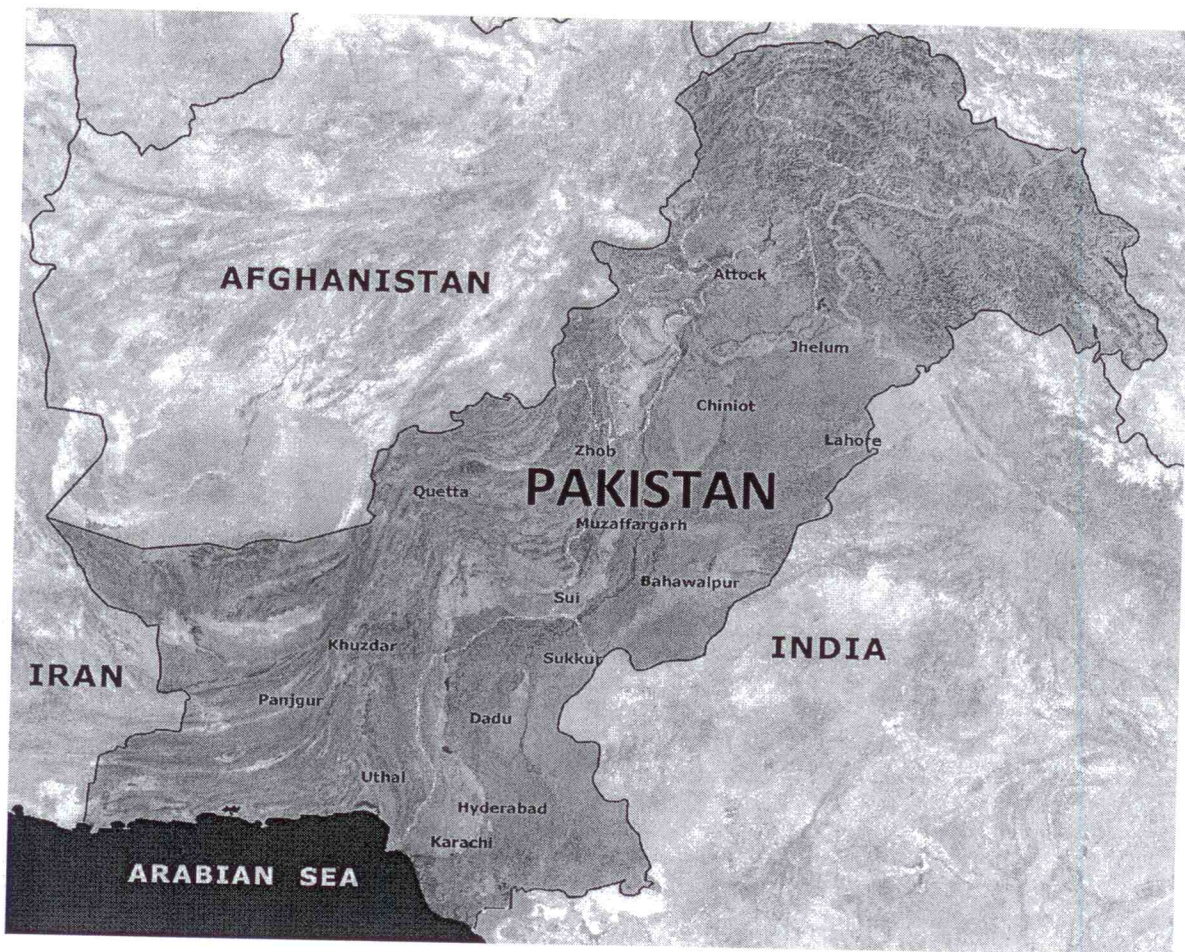 AFGHANISTAN
Attock
Jhelum
Chiniot
Lahore
Zhob
Quetta
PAKISTAN
Muzaffargarh
Bahawalpur
Sui
Khuzdar
Sukkur
INDIA
IRAN
Panjgur
Dadu
Uthal
Hyderabad
Karachi
ARABIAN SEA